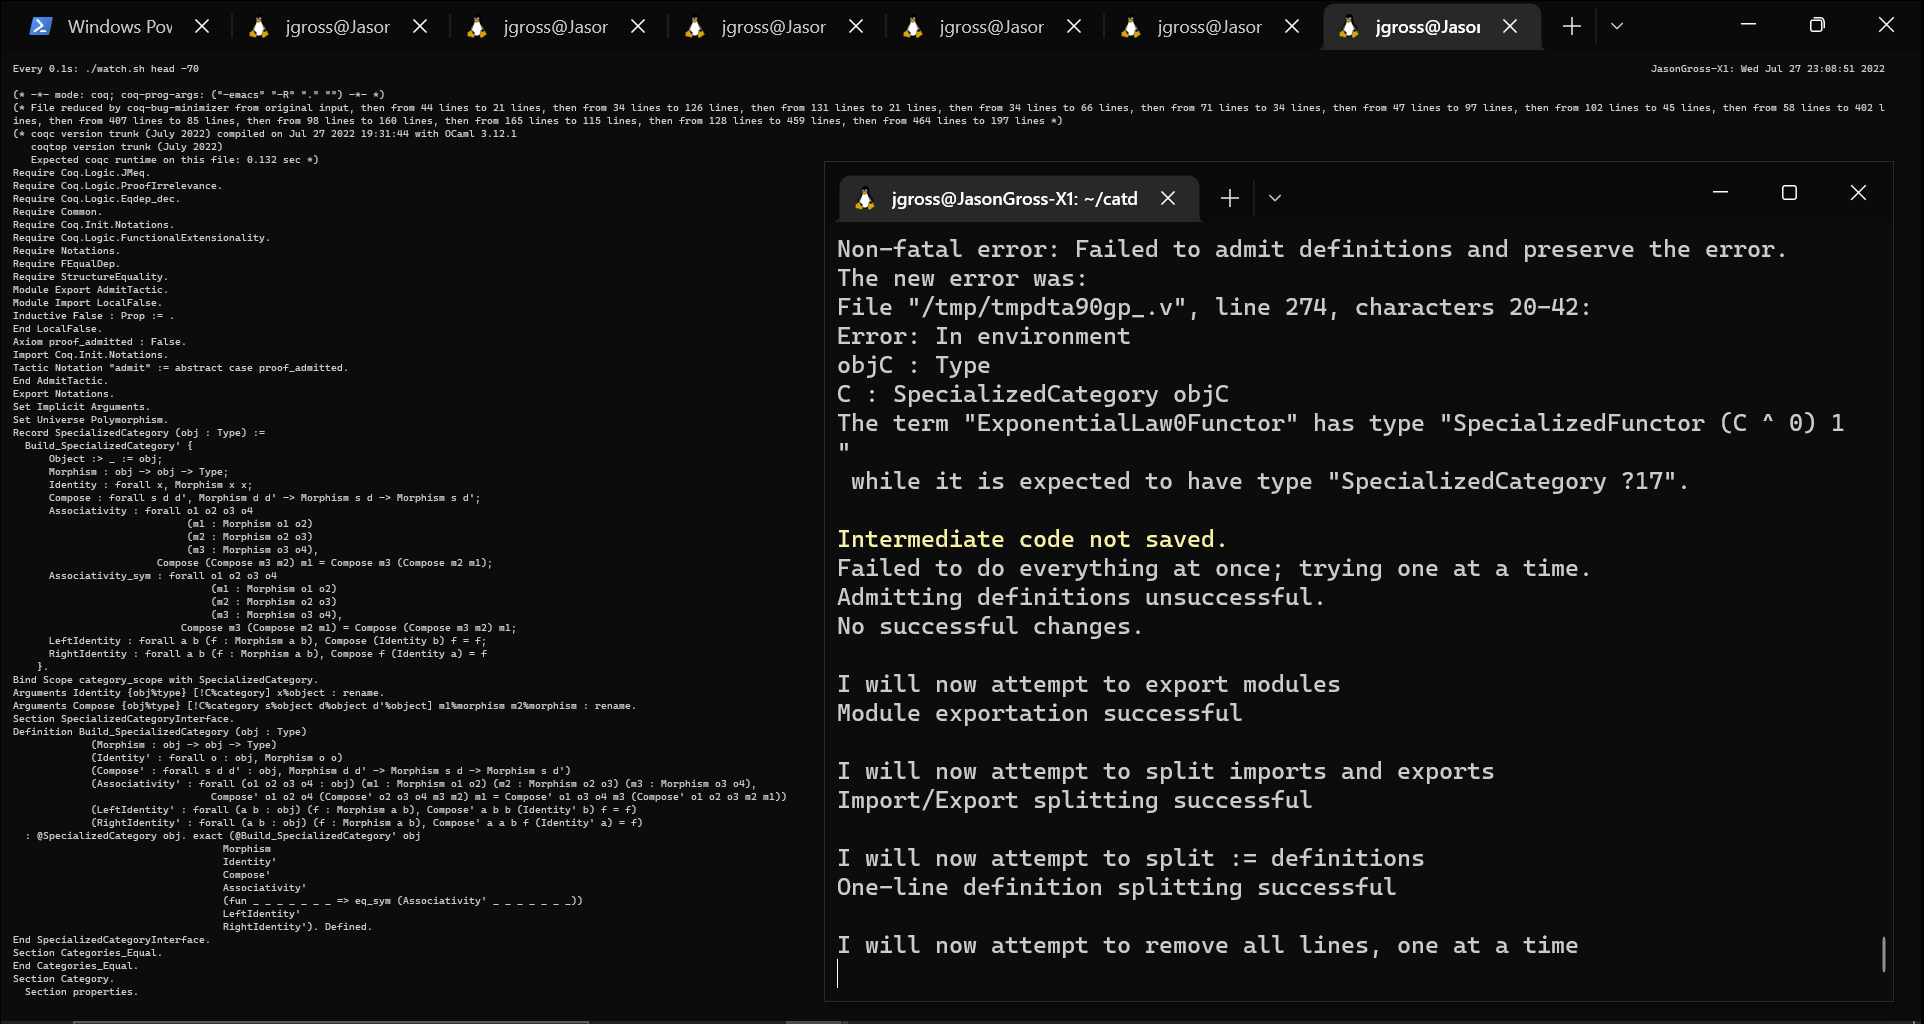 Windows Pov
jgross@Jasor
jgross@Jasor
jgross@Jasor
jgross@Jasor
jgross@Jasor
jgross@Jasor
Every 0.1s: ./watch.sh head -70
JasonGross-X1: Wed Jul 27 23:08:51 2022
(* -*- mode: coq; coq-prog-args: ("-emacs" "-R" "." "") -*- *)
(* File reduced by coq-bug-minimizer from original input, then from 44 lines to 21 lines, then from 34 lines to 126 lines, then from 131 lines to 21 lines, then from 34 lines to 66 lines, then from 71 lines to 34 lines, then from 47 lines to 97 lines, then from 102 lines to 45 lines, then from 58 lines to 402 l
ines, then from 407 lines to 85 lines, then from 98 lines to 160 lines, then from 165 lines to 115 lines, then from 128 lines to 459 lines, then from 464 lines to 197 lines *)
(* coqc version trunk (July 2022) compiled on Jul 27 2022 19:31:44 with OCaml 3.12.1
   coqtop version trunk (July 2022)
   Expected coqc runtime on this file: 0.132 sec *)
Require Coq.Logic.JMeq.
Require Coq.Logic.ProofIrrelevance.
Require Coq.Logic.Eqdep_dec.
Require Common.
Require Coq.Init.Notations.
Require Coq.Logic.FunctionalExtensionality.
Require Notations.
Require FEqualDep.
Require StructureEquality.
Module Export AdmitTactic.
Module Import LocalFalse.
Inductive False : Prop := .
End LocalFalse.
Axiom proof_admitted : False.
Import Coq.Init.Notations.
Tactic Notation "admit" := abstract case proof_admitted.
End AdmitTactic.
Export Notations.
Set Implicit Arguments.
Set Universe Polymorphism.
Record SpecializedCategory (obj : Type) :=
  Build_SpecializedCategory' {
      Object :> _ := obj;
      Morphism : obj -> obj -> Type;
      Identity : forall x, Morphism x x;
      Compose : forall s d d', Morphism d d' -> Morphism s d -> Morphism s d';
      Associativity : forall o1 o2 o3 o4
                             (m1 : Morphism o1 o2)
                             (m2 : Morphism o2 o3)
                             (m3 : Morphism o3 o4),
                        Compose (Compose m3 m2) m1 = Compose m3 (Compose m2 m1);
      Associativity_sym : forall o1 o2 o3 o4
                                 (m1 : Morphism o1 o2)
                                 (m2 : Morphism o2 o3)
                                 (m3 : Morphism o3 o4),
                            Compose m3 (Compose m2 m1) = Compose (Compose m3 m2) m1;
      LeftIdentity : forall a b (f : Morphism a b), Compose (Identity b) f = f;
      RightIdentity : forall a b (f : Morphism a b), Compose f (Identity a) = f
    }.
Bind Scope category_scope with SpecializedCategory.
Arguments Identity {obj%type} [!C%category] x%object : rename.
Arguments Compose {obj%type} [!C%category s%object d%object d'%object] m1%morphism m2%morphism : rename.
Section SpecializedCategoryInterface.
Definition Build_SpecializedCategory (obj : Type)
             (Morphism : obj -> obj -> Type)
             (Identity' : forall o : obj, Morphism o o)
             (Compose' : forall s d d' : obj, Morphism d d' -> Morphism s d -> Morphism s d')
             (Associativity' : forall (o1 o2 o3 o4 : obj) (m1 : Morphism o1 o2) (m2 : Morphism o2 o3) (m3 : Morphism o3 o4),
                                 Compose' o1 o2 o4 (Compose' o2 o3 o4 m3 m2) m1 = Compose' o1 o3 o4 m3 (Compose' o1 o2 o3 m2 m1))
             (LeftIdentity' : forall (a b : obj) (f : Morphism a b), Compose' a b b (Identity' b) f = f)
             (RightIdentity' : forall (a b : obj) (f : Morphism a b), Compose' a a b f (Identity' a) = f)
  : @SpecializedCategory obj. exact (@Build_SpecializedCategory' obj
                                   Morphism
                                   Identity'
                                   Compose'
                                   Associativity'
                                   (fun _ _ _ _ _ _ _ => eq_sym (Associativity' _ _ _ _ _ _ _))
                                   LeftIdentity'
                                   RightIdentity'). Defined.
End SpecializedCategoryInterface.
Section Categories_Equal.
End Categories_Equal.
Section Category.
  Section properties.
jgross@JasonGross-X1: ~/catd
Non-fatal error: Failed to admit definitions and preserve the error.
The new error was:
File "/tmp/tmpdta90gp_.v", line 274, characters 20-42:
Error: In environment
objC : Type
C : SpecializedCategory objC
The term "ExponentialLaw0Functor" has type "SpecializedFunctor (C ^ 0) 1
"
 while it is expected to have type "SpecializedCategory ?17".
Intermediate code not saved.
Failed to do everything at once; trying one at a time.
Admitting definitions unsuccessful.
No successful changes.
I will now attempt to export modules
Module exportation successful
I will now attempt to split imports and exports
Import/Export splitting successful
I will now attempt to split := definitions
One-line definition splitting successful
I will now attempt to remove all lines, one at a time